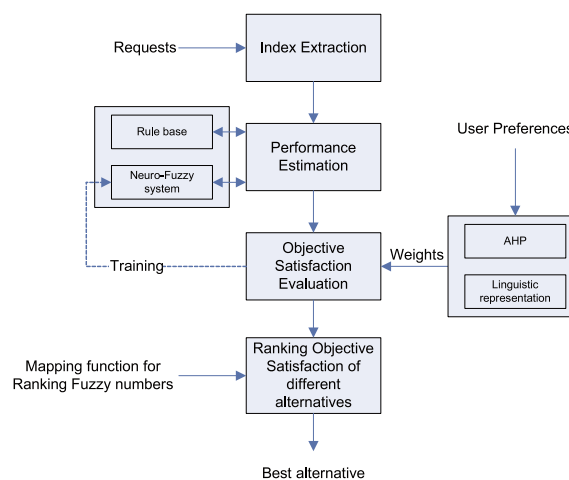 Requests
Index Extraction
Rule base
Neuro-Fuzzy
system
Performance
Estimation
User Preferences
Training
Objective
Satisfaction
Evaluation
Weights
AHP
Linguistic
representation
Mapping function for
Ranking Fuzzy numbers
Ranking Objective
Satisfaction of
different
alternatives
Best alternative